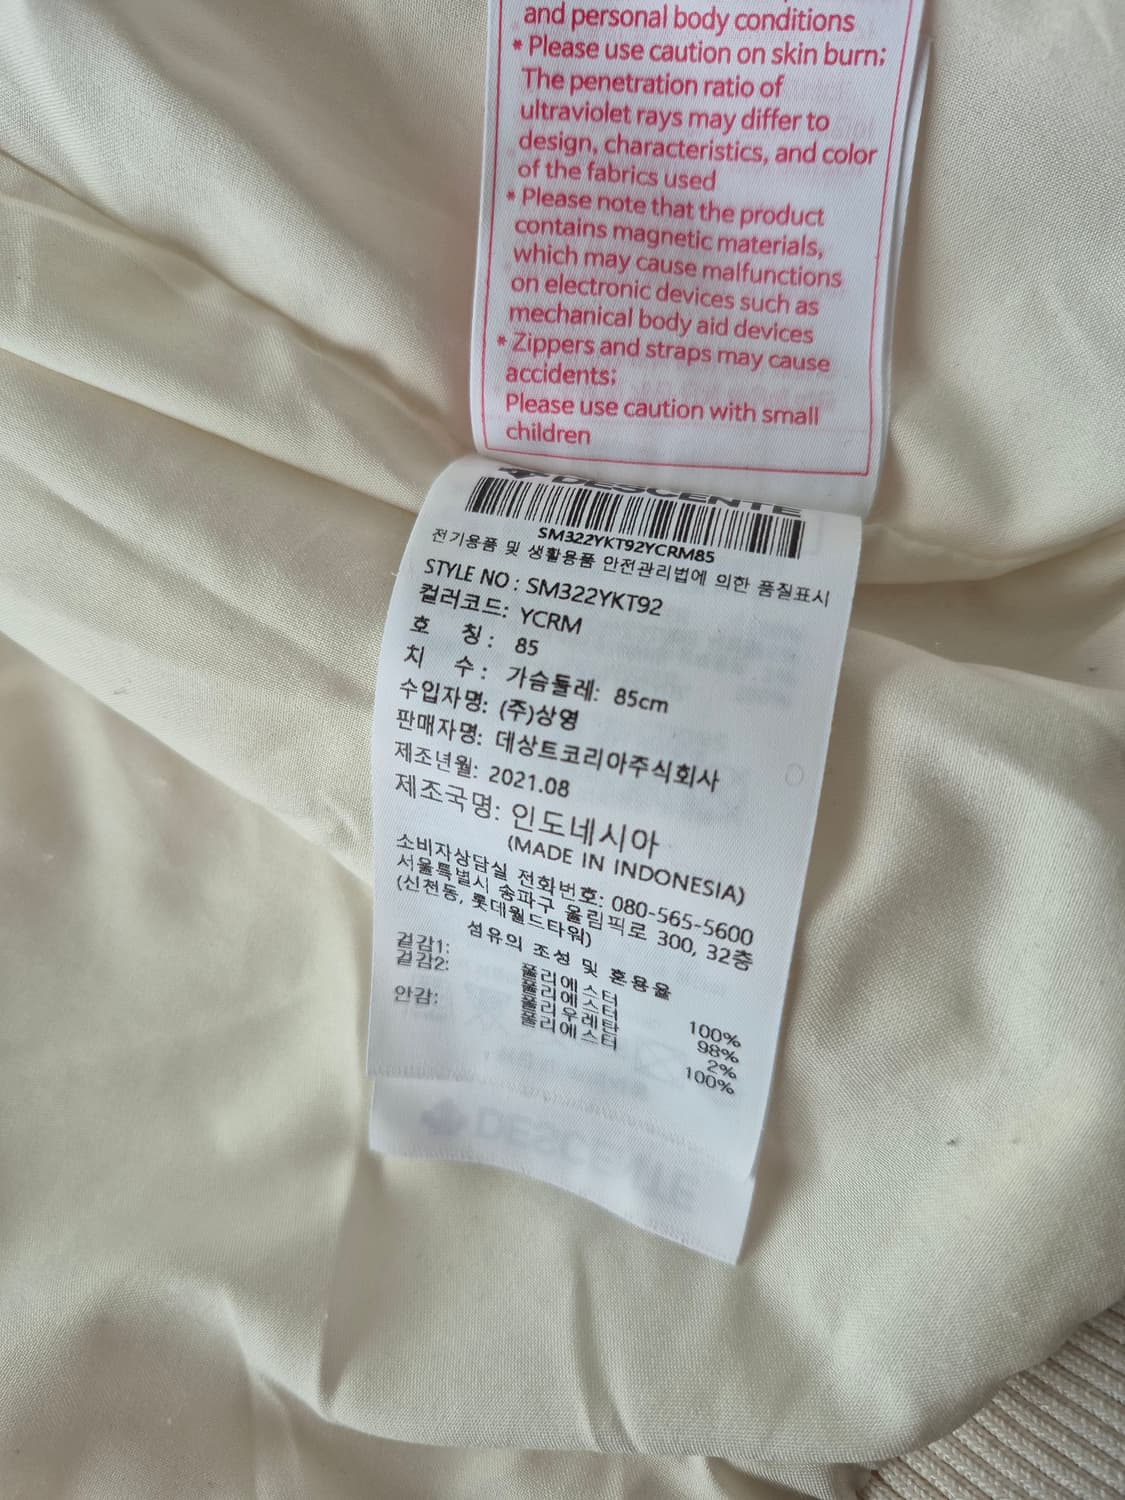 and personal body conditions
* Please use caution on skin burn;
The penetration ratio of
ultraviolet rays may differ to
design, characteristics, and color
of the fabrics used
* Please note that the product
contains magnetic materials,
which may cause malfunctions
on electronic devices such as
mechanical body aid devices
* Zippers and straps may cause
accidents;
Please use caution with small
children
DESCENTE
SM322YKT92YCRM85
전기용품 및 생활용품 안전관리법에 의한 품질표시
STYLE NO : SM322YKT92
컬러코드: YCRM
호 칭: 85
치 수: 가슴둘레: 85cm
수입자명: (주)상영
판매자명: 데상트코리아주식회사
제조년월: 2021.08
제조국명: 인도네시아
(MADE IN INDONESIA)
소비자상담실 전화번호: 080-565-5600
서울특별시 송파구 올림픽로 300, 32층
(신천동, 롯데월드타워)
섬유의 조성 및 혼용율
겉감1: 폴리에스터 100%
겉감2: 폴리에스터 98%
폴리우레탄 2%
안감: 폴리에스터 100%
DESCENTE